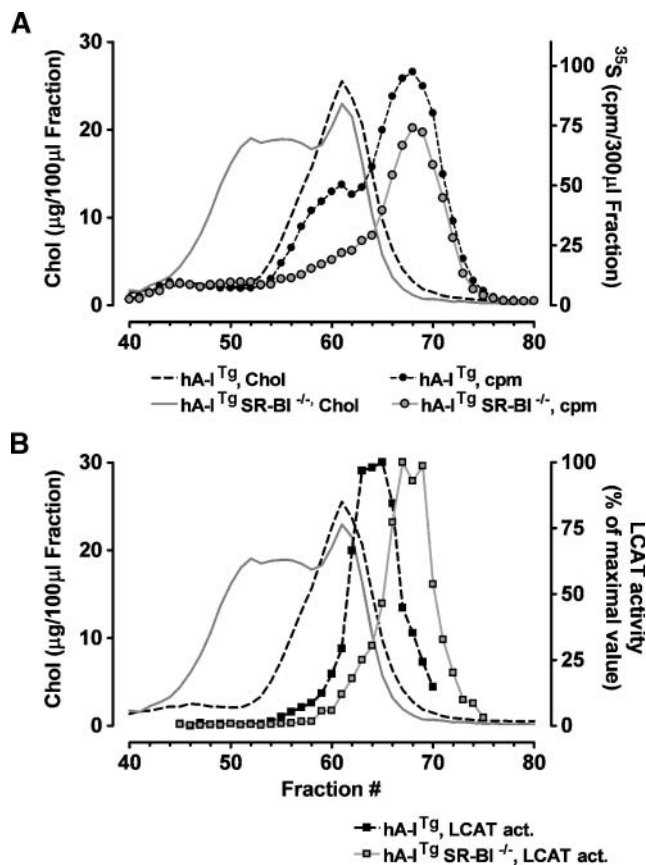 A
30
20
10
0
Chol (μg/100μl Fraction)
100
75
50
25
0
35S (cpm/300μl Fraction)
40 50 60 70 80
hA-I Tg, Chol
hA-I Tg, cpm
hA-I Tg SR-BI -/-, Chol
hA-I Tg SR-BI -/-, cpm
B
30
20
10
0
Chol (μg/100μl Fraction)
100
75
50
25
0
LCAT activity
(% of maximal value)
40 50 60 70 80
Fraction #
hA-I Tg, LCAT act.
hA-I Tg SR-BI -/-, LCAT act.